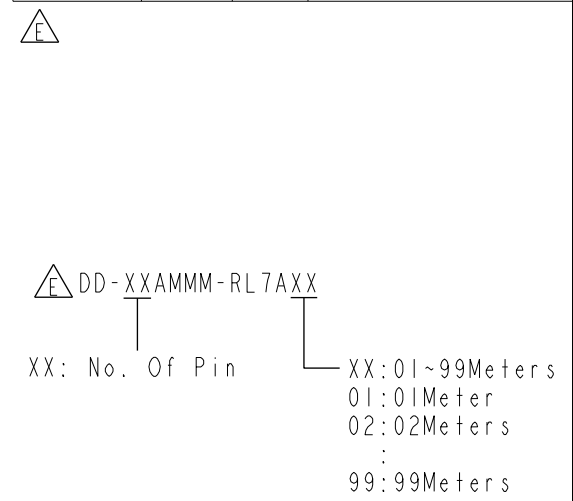 E
E DD-XXAMMM-RL7AXX
XX: No. Of Pin
XX:01~99Meters
01:01Meter
02:02Meters
:
99:99Meters